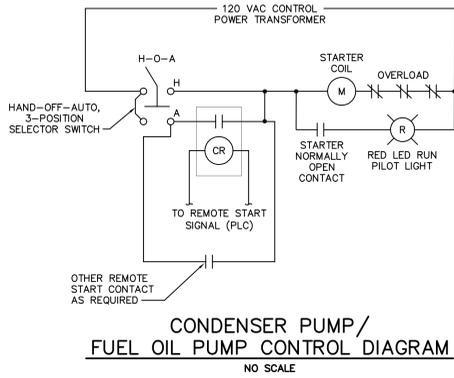 120 VAC CONTROL
POWER TRANSFORMER
H-O-A
H
A
HAND-OFF-AUTO,
3-POSITION
SELECTOR SWITCH
STARTER
COIL
M
OVERLOAD
CR
R
STARTER
NORMALLY
OPEN
CONTACT
RED LED RUN
PILOT LIGHT
TO REMOTE START
SIGNAL (PLC)
OTHER REMOTE
START CONTACT
AS REQUIRED
CONDENSER PUMP/
FUEL OIL PUMP CONTROL DIAGRAM
NO SCALE